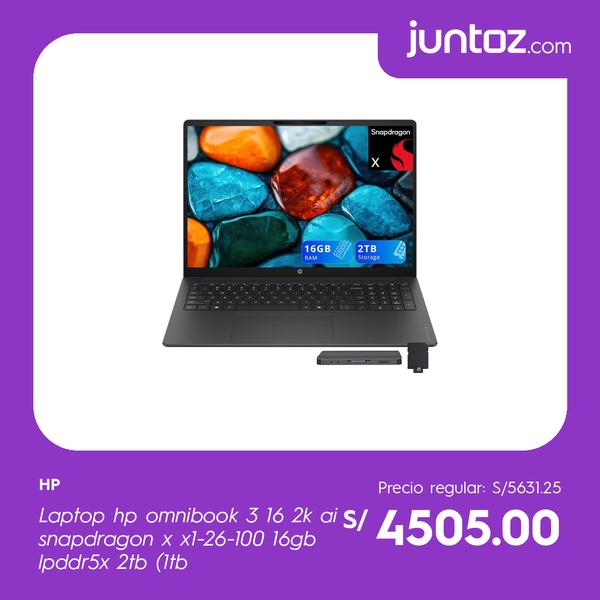 juntoz.com
Snapdragon
X
16GB
RAM
2TB
Storage
hp
HP
Laptop hp omnibook 3 16 2k ai
snapdragon x x1-26-100 16gb
lpddr5x 2tb (1tb
Precio regular: S/5631.25
S/ 4505.00